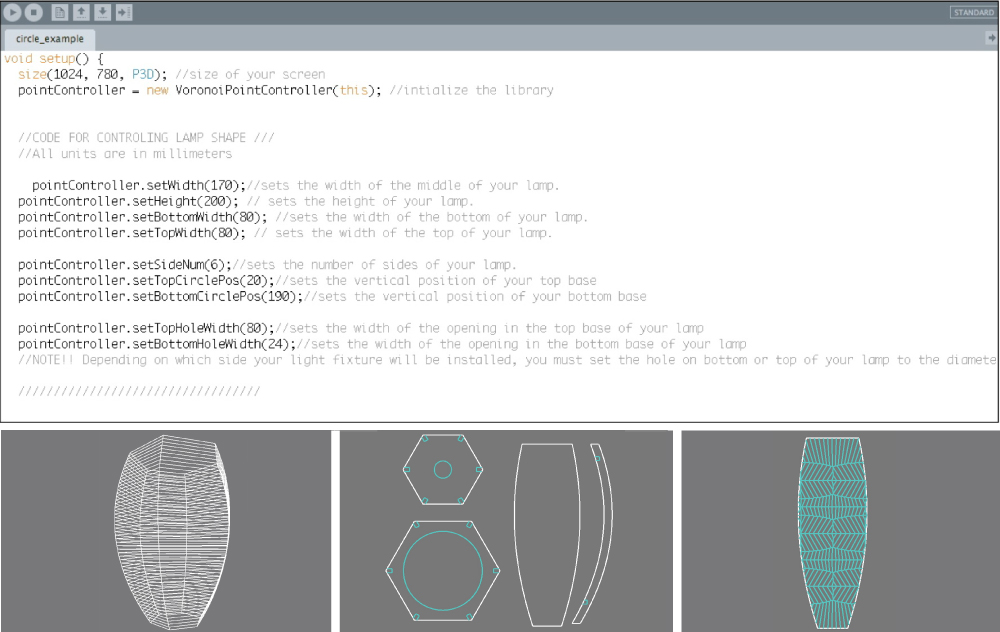 STANDARD
circle_example
void setup() {
size(1024, 780, P3D); //size of your screen
pointController = new VoronoiPointController(this); //intialize the library
//CODE FOR CONTROLING LAMP SHAPE ///
//All units are in millimeters
pointController.setWidth(170);//sets the width of the middle of your lamp.
pointController.setHeight(200); // sets the height of your lamp.
pointController.setBottomWidth(80); //sets the width of the bottom of your lamp.
pointController.setTopWidth(80); // sets the width of the top of your lamp.
pointController.setSideNum(6);//sets the number of sides of your lamp.
pointController.setTopCirclePos(20);//sets the vertical position of your top base
pointController.setBottomCirclePos(190);//sets the vertical position of your bottom base
pointController.setTopHoleWidth(80);//sets the width of the opening in the top base of your lamp
pointController.setBottomHoleWidth(24);//sets the width of the opening in the bottom base of your lamp
//NOTE!! Depending on which side your light fixture will be installed, you must set the hole on bottom or top of your lamp to the diamete
//////////////////////////////////